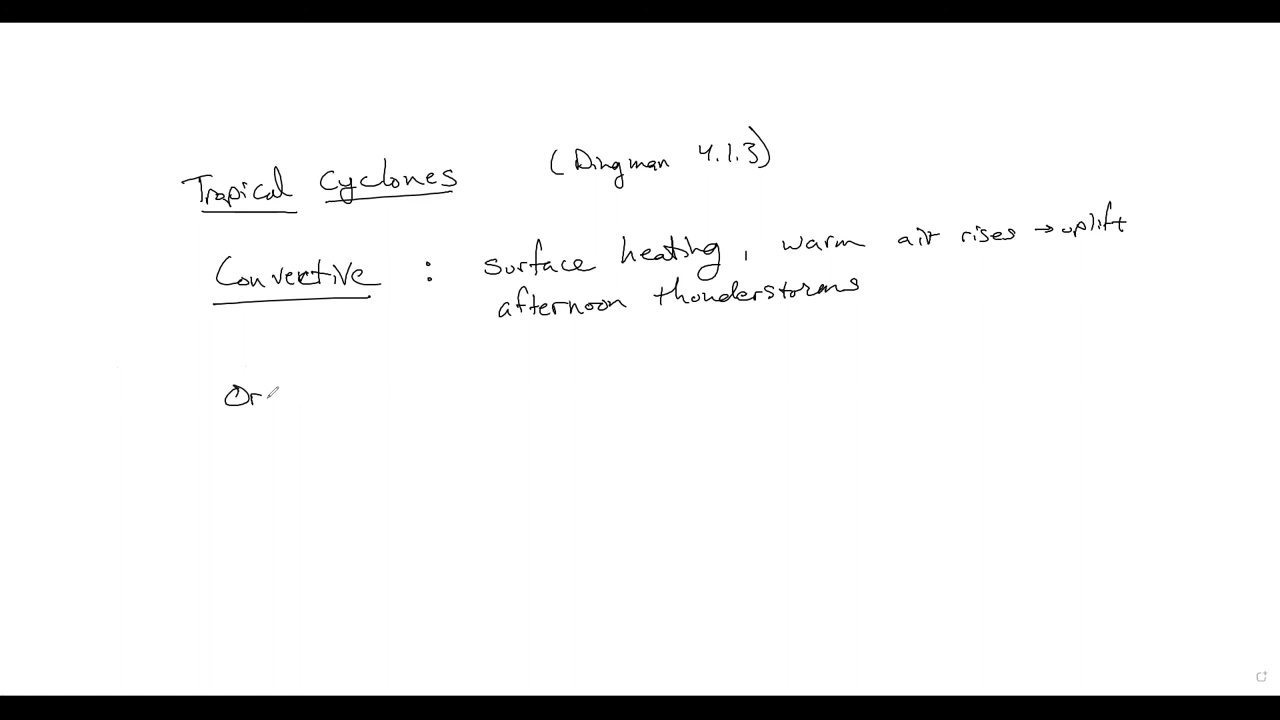 Tropical Cyclones (Dingman 4.1.3)
Convective : surface heating, warm air rises → uplift
afternoon thunderstorms
Or